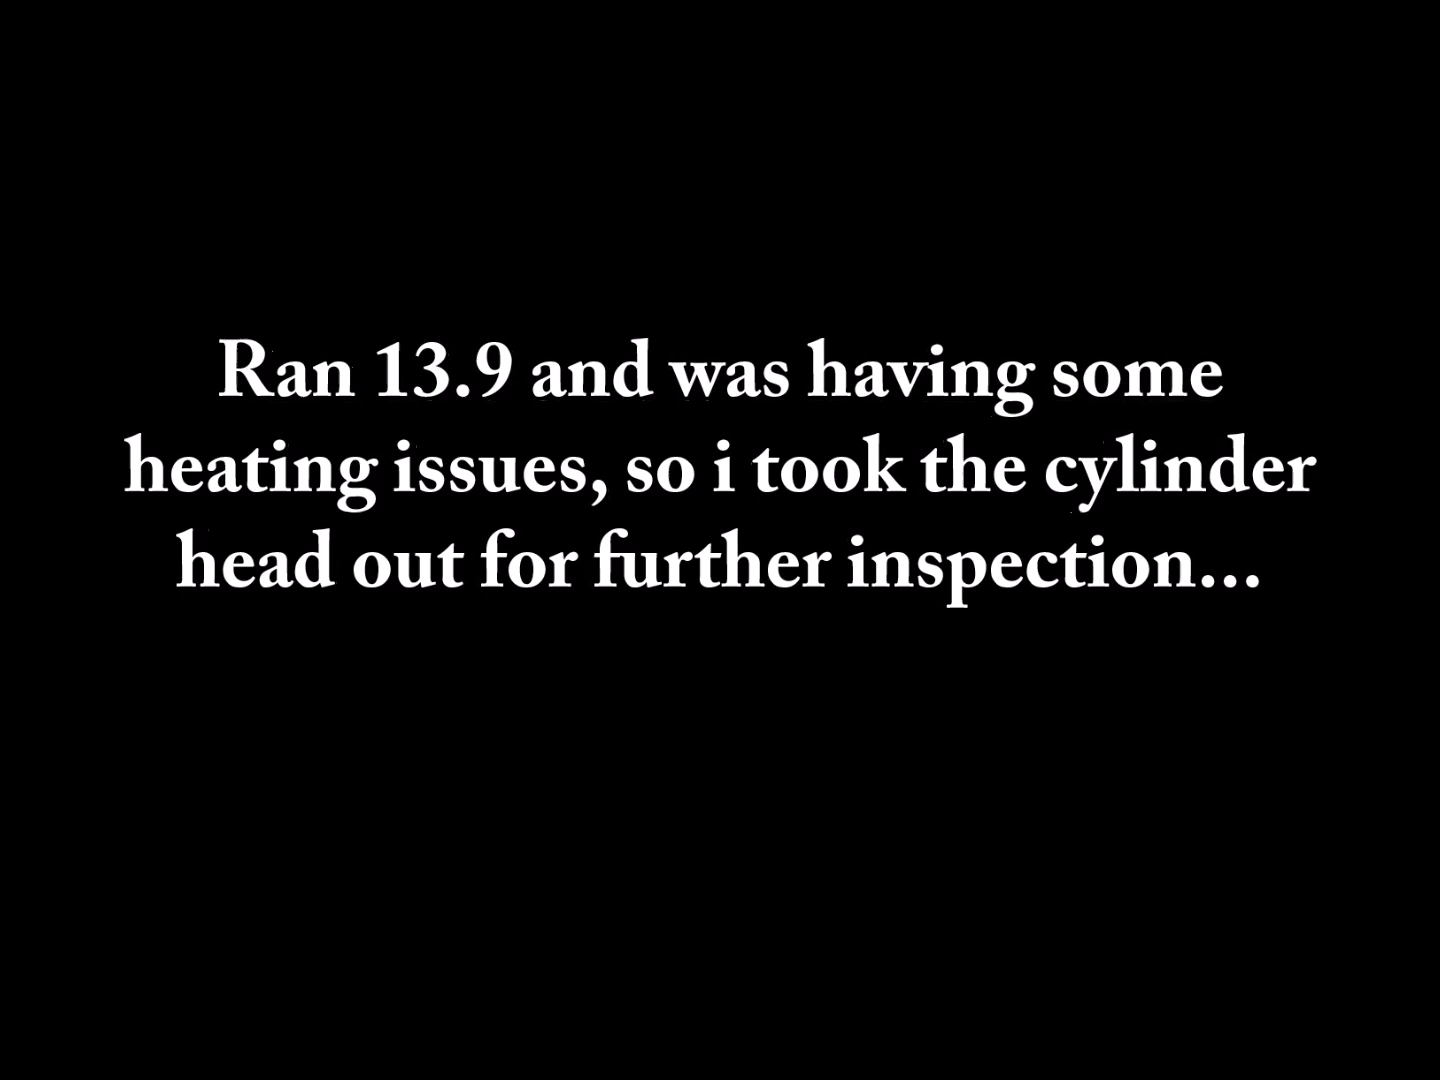 Ran 13.9 and was having some
heating issues, so i took the cylinder
head out for further inspection...